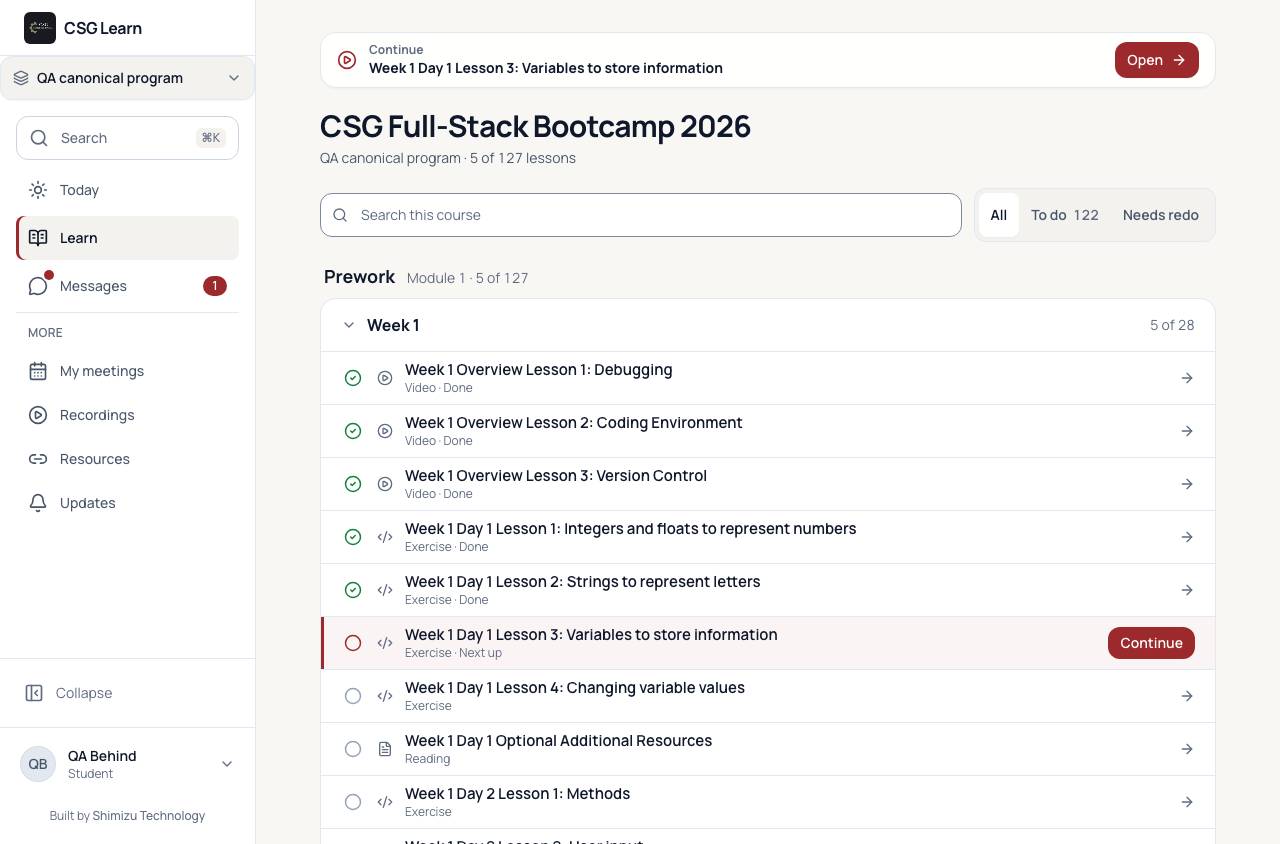 CSG Learn
QA canonical program
Search ⌘K
Today
Learn
Messages 1
MORE
My meetings
Recordings
Resources
Updates
Collapse
QB
QA Behind
Student
Built by Shimizu Technology
Continue
Week 1 Day 1 Lesson 3: Variables to store information
Open
CSG Full-Stack Bootcamp 2026
QA canonical program · 5 of 127 lessons
Search this course
All To do 122 Needs redo
Prework Module 1 · 5 of 127
Week 1 5 of 28
Week 1 Overview Lesson 1: Debugging
Video · Done
Week 1 Overview Lesson 2: Coding Environment
Video · Done
Week 1 Overview Lesson 3: Version Control
Video · Done
Week 1 Day 1 Lesson 1: Integers and floats to represent numbers
Exercise · Done
Week 1 Day 1 Lesson 2: Strings to represent letters
Exercise · Done
Week 1 Day 1 Lesson 3: Variables to store information
Exercise · Next up
Continue
Week 1 Day 1 Lesson 4: Changing variable values
Exercise
Week 1 Day 1 Optional Additional Resources
Reading
Week 1 Day 2 Lesson 1: Methods
Exercise
Week 1 Day 2 Lesson 2: User input